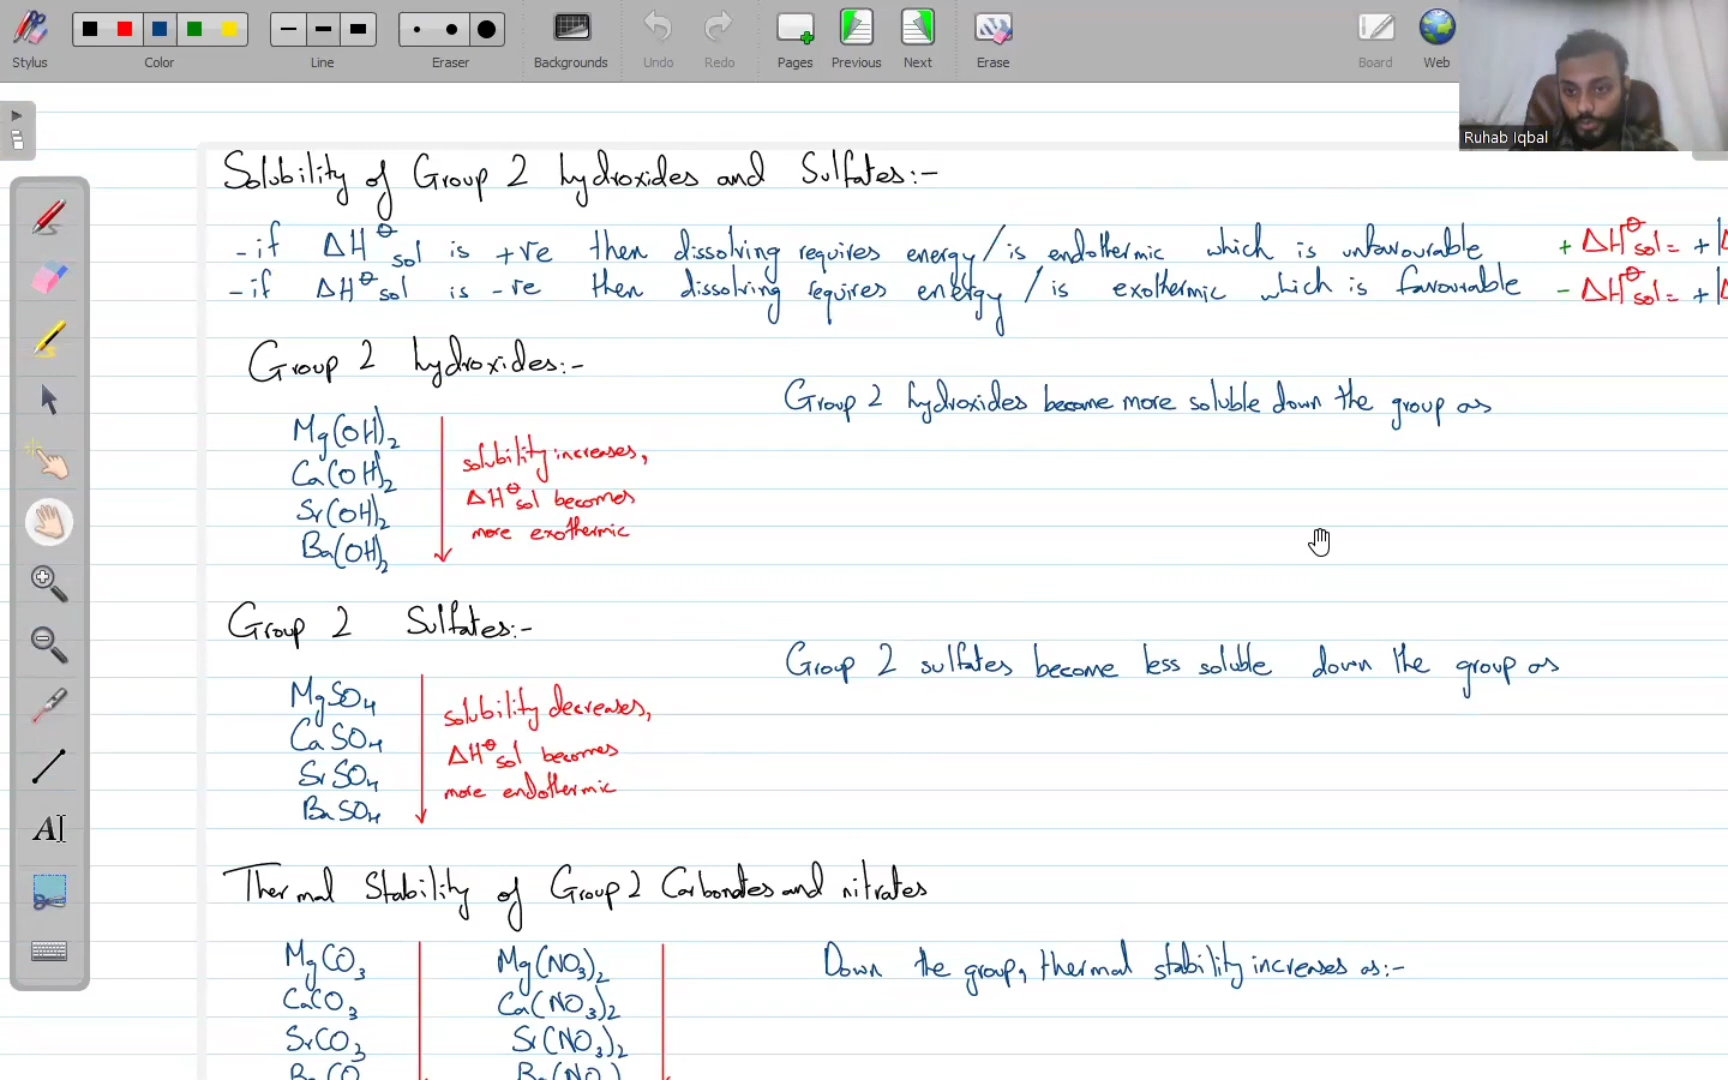 Stylus
Color
Line
Eraser
Backgrounds
Undo
Redo
Pages
Previous
Next
Erase
Board
Web
Ruhab Iqbal
Solubility of Group 2 hydroxides and Sulfates:-
- if ΔH⦵sol is +ve then dissolving requires energy / is endothermic which is unfavourable + ΔH⦵sol = +|
- if ΔH⦵sol is -ve then dissolving requires energy / is exothermic which is favourable - ΔH⦵sol = +|
Group 2 hydroxides:-
Group 2 hydroxides become more soluble down the group as
Mg(OH)2
Ca(OH)2
Sr(OH)2
Ba(OH)2
solubility increases,
ΔH⦵sol becomes
more exothermic
Group 2 Sulfates:-
Group 2 sulfates become less soluble down the group as
MgSO4
CaSO4
SrSO4
BaSO4
solubility decreases,
ΔH⦵sol becomes
more endothermic
Thermal Stability of Group 2 Carbonates and nitrates
Down the group, thermal stability increases as:-
MgCO3
CaCO3
SrCO3
Mg(NO3)2
Ca(NO3)2
Sr(NO3)2